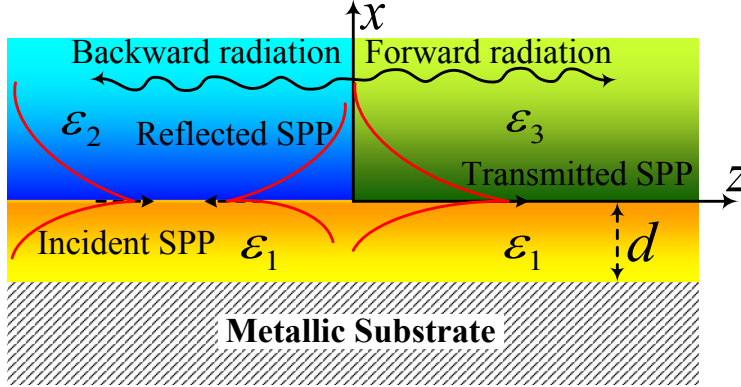 x
Backward radiation Forward radiation
ε₂ Reflected SPP ε₃
Transmitted SPP z
Incident SPP ε₁ ε₁ d
Metallic Substrate